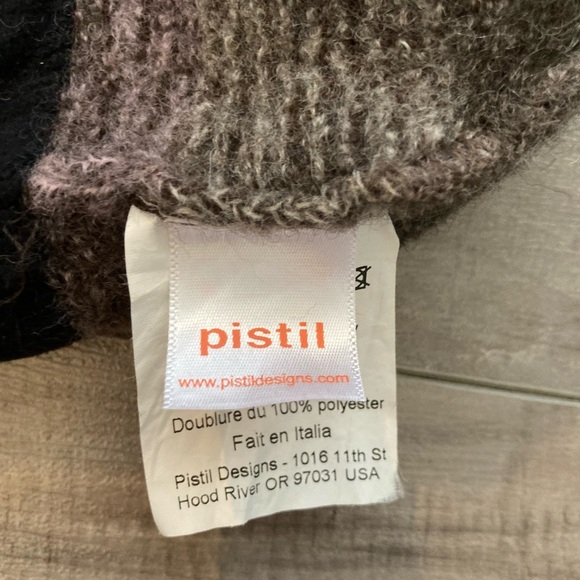 pistil
www.pistildesigns.com
Doublure du 100% polyester
Fait en Italia
Pistil Designs - 1016 11th St
Hood River OR 97031 USA